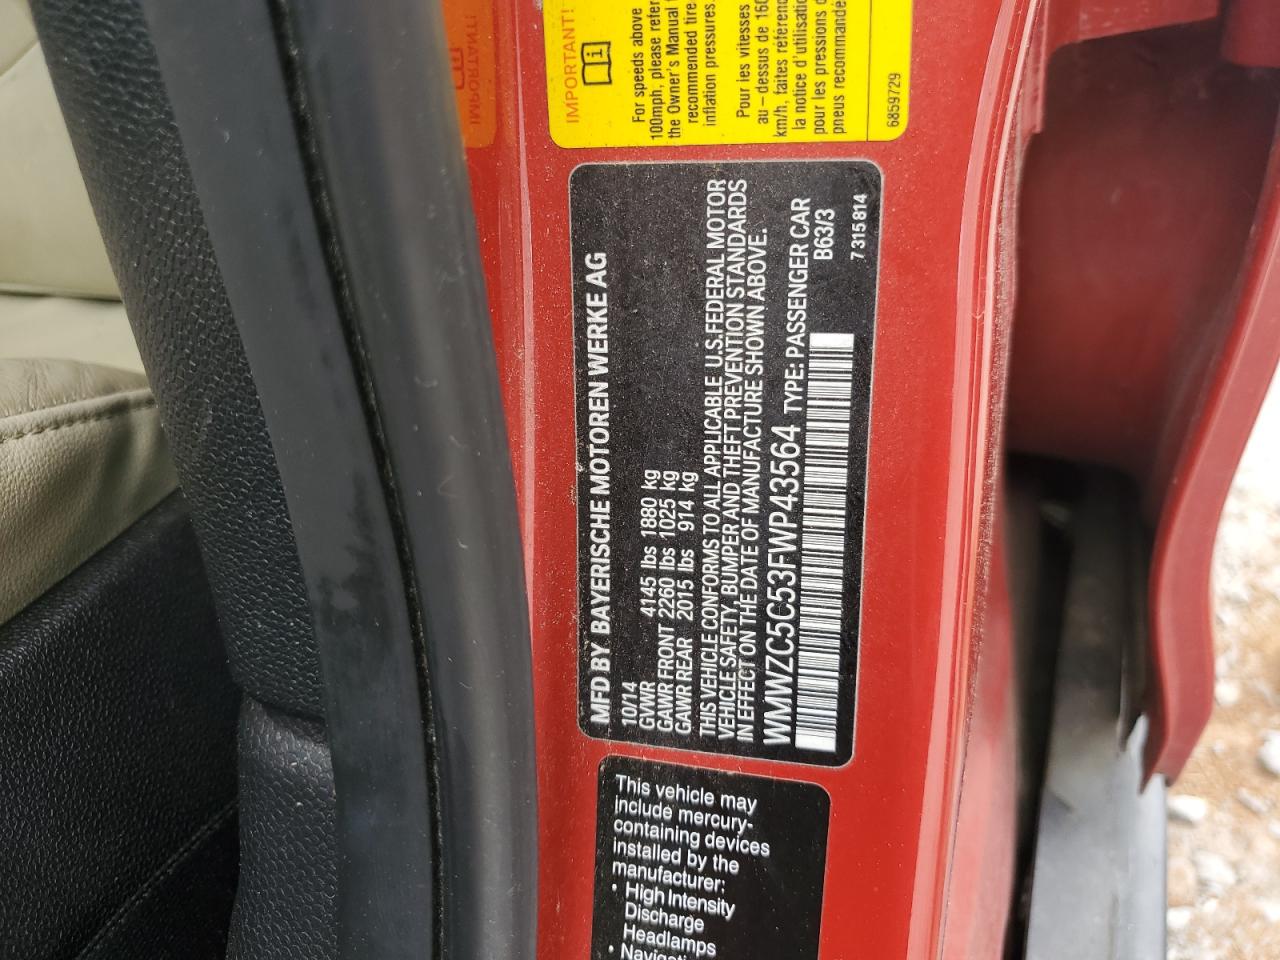 IMPORTANT!
For speeds above
100mph, please refer
the Owner's Manual
recommended tire
inflation pressures.
Pour les vitesses
au - dessus de 160
km/h, faites référenc
la notice d'utilisatio
pour les pressions d
pneus recommandé
6859729
MFD BY BAYERISCHE MOTOREN WERKE AG
10/14
GVWR 4145 lbs 1880 kg
GAWR FRONT 2260 lbs 1025 kg
GAWR REAR 2015 lbs 914 kg
THIS VEHICLE CONFORMS TO ALL APPLICABLE U.S.FEDERAL MOTOR
VEHICLE SAFETY, BUMPER AND THEFT PREVENTION STANDARDS
IN EFFECT ON THE DATE OF MANUFACTURE SHOWN ABOVE.
WMWZC5C53FWP43564 TYPE: PASSENGER CAR
B63/3
7 315 814
This vehicle may
include mercury-
containing devices
installed by the
manufacturer:
• High Intensity
Discharge
Headlamps
• Navigati